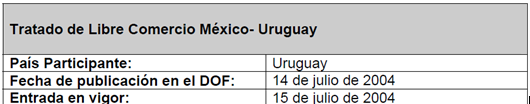 Tratado de Libre Comercio México- Uruguay
País Participante: Uruguay
Fecha de publicación en el DOF: 14 de julio de 2004
Entrada en vigor: 15 de julio de 2004